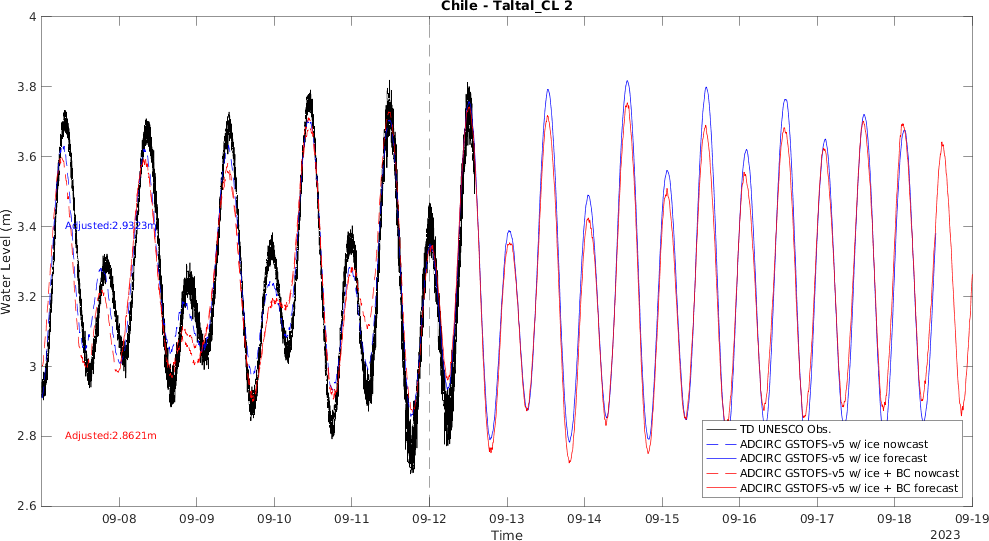 Chile - Taltal_CL 2
4
3.8
3.6
3.4
3.2
3
2.8
2.6
Water Level (m)
Adjusted:2.9323m
Adjusted:2.8621m
TD UNESCO Obs.
ADCIRC GSTOFS-v5 w/ ice nowcast
ADCIRC GSTOFS-v5 w/ ice forecast
ADCIRC GSTOFS-v5 w/ ice + BC nowcast
ADCIRC GSTOFS-v5 w/ ice + BC forecast
09-08 09-09 09-10 09-11 09-12 09-13 09-14 09-15 09-16 09-17 09-18 09-19
Time
2023